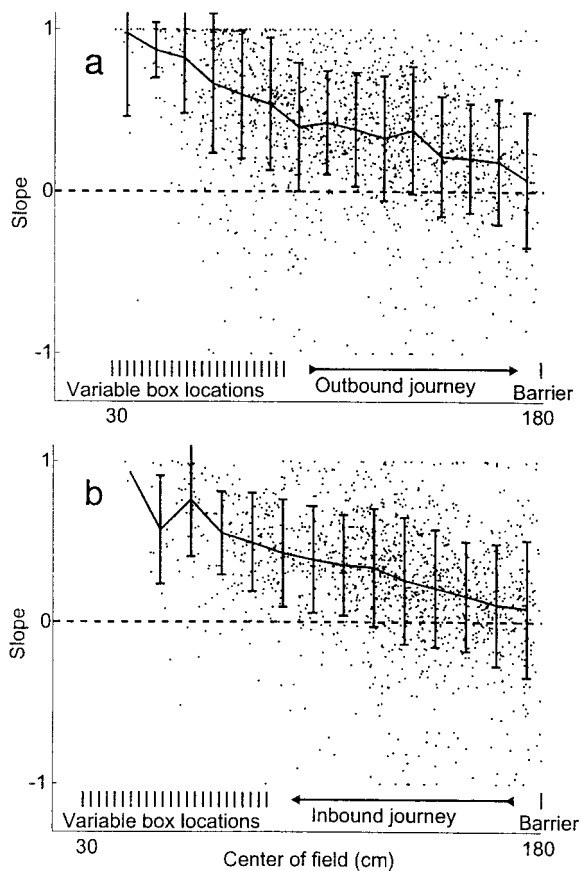 1
a
Slope
0
-1
Variable box locations
Outbound journey
Barrier
30
180
1
b
Slope
0
-1
Variable box locations
Inbound journey
Barrier
30
180
Center of field (cm)